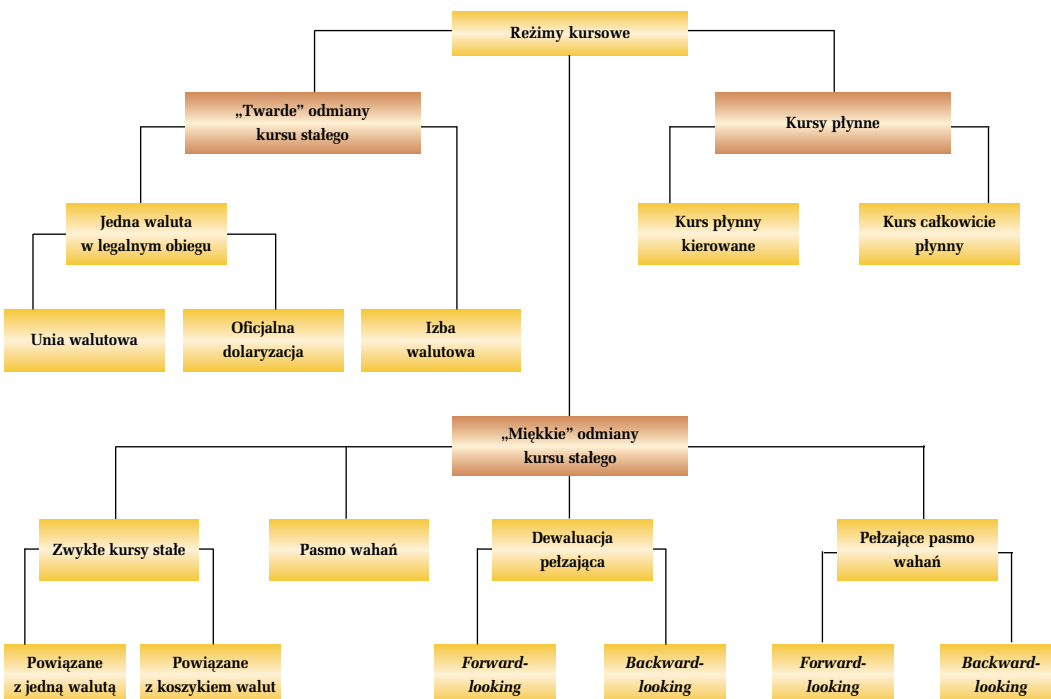 Reżimy kursowe
„Twarde” odmiany
kursu stałego
Kursy płynne
Jedna waluta
w legalnym obiegu
Kurs płynny
kierowane
Kurs całkowicie
płynny
Unia walutowa
Oficjalna
dolaryzacja
Izba
walutowa
„Miękkie” odmiany
kursu stałego
Zwykłe kursy stałe
Pasmo wahań
Dewaluacja
pełzająca
Pełzające pasmo
wahań
Powiązane
z jedną walutą
Powiązane
z koszykiem walut
Forward-
looking
Backward-
looking
Forward-
looking
Backward-
looking